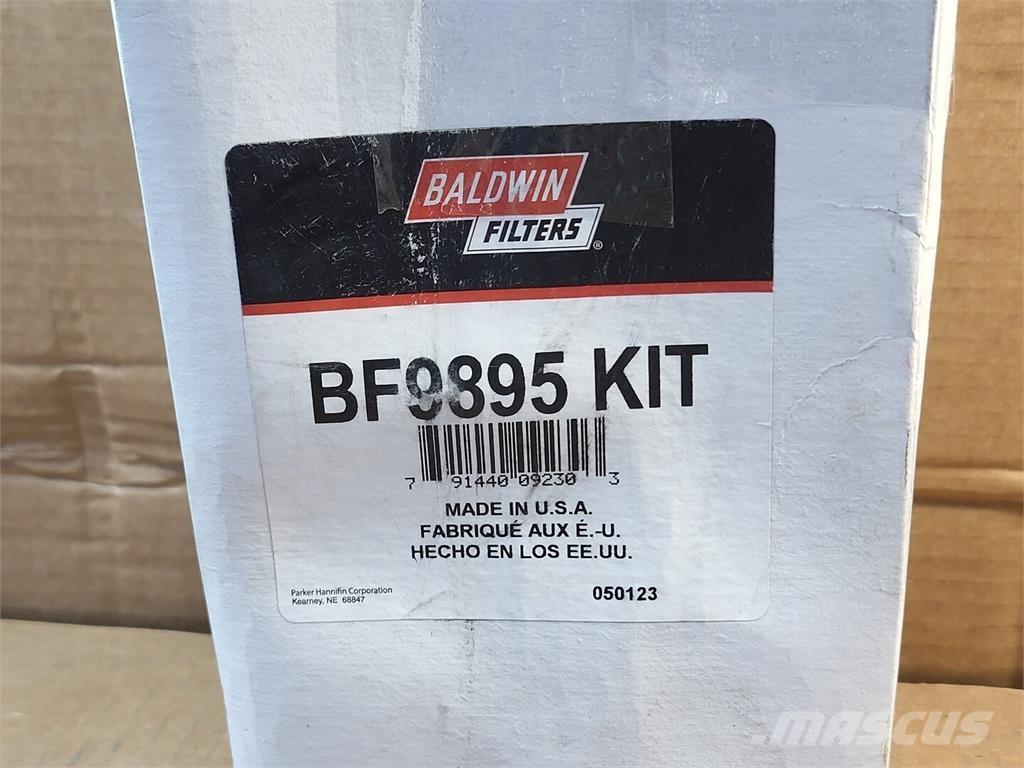 BALDWIN
FILTERS®
BF9895 KIT
7 91440 09230 3
MADE IN U.S.A.
FABRIQUÉ AUX É.-U.
HECHO EN LOS EE.UU.
Parker Hannifin Corporation
Kearney, NE 68847
050123
MASCUS